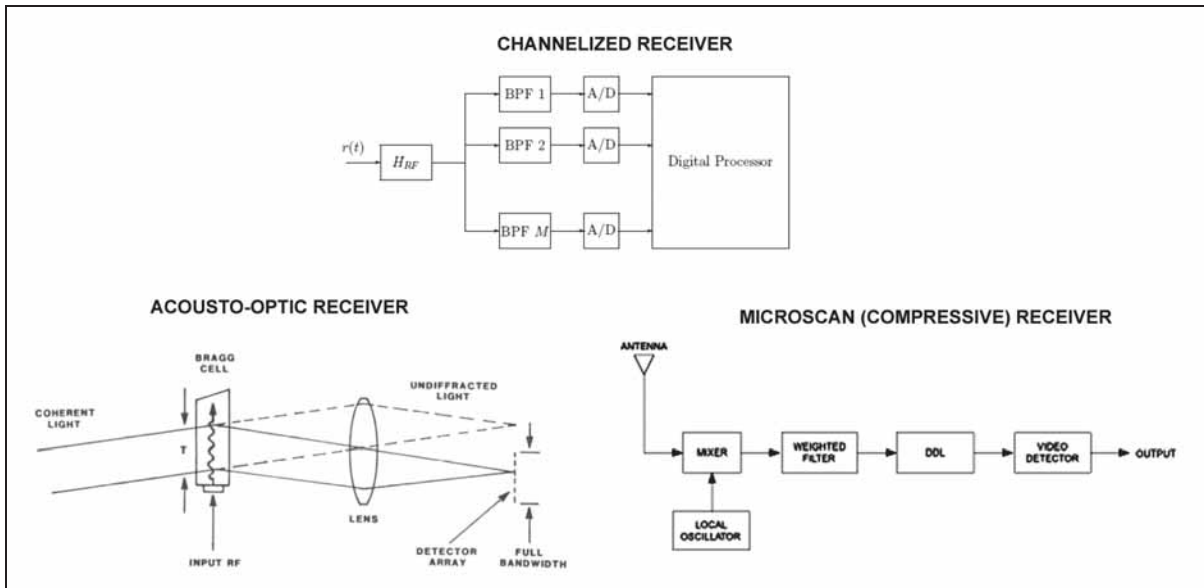 CHANNELIZED RECEIVER
BPF 1
A/D
BPF 2
A/D
r(t)
H_RF
Digital Processor
BPF M
A/D
ACOUSTO-OPTIC RECEIVER
BRAGG
CELL
UNDIFFRACTED
LIGHT
COHERENT
LIGHT
T
LENS
INPUT RF
DETECTOR
ARRAY
FULL
BANDWIDTH
MICROSCAN (COMPRESSIVE) RECEIVER
ANTENNA
MIXER
WEIGHTED
FILTER
DDL
VIDEO
DETECTOR
OUTPUT
LOCAL
OSCILLATOR